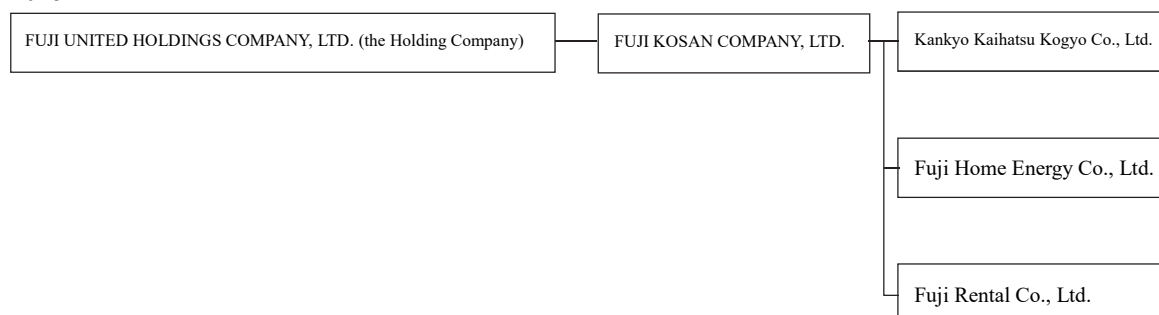 FUJI UNITED HOLDINGS COMPANY, LTD. (the Holding Company)
FUJI KOSAN COMPANY, LTD.
Kankyo Kaihatsu Kogyo Co., Ltd.
Fuji Home Energy Co., Ltd.
Fuji Rental Co., Ltd.